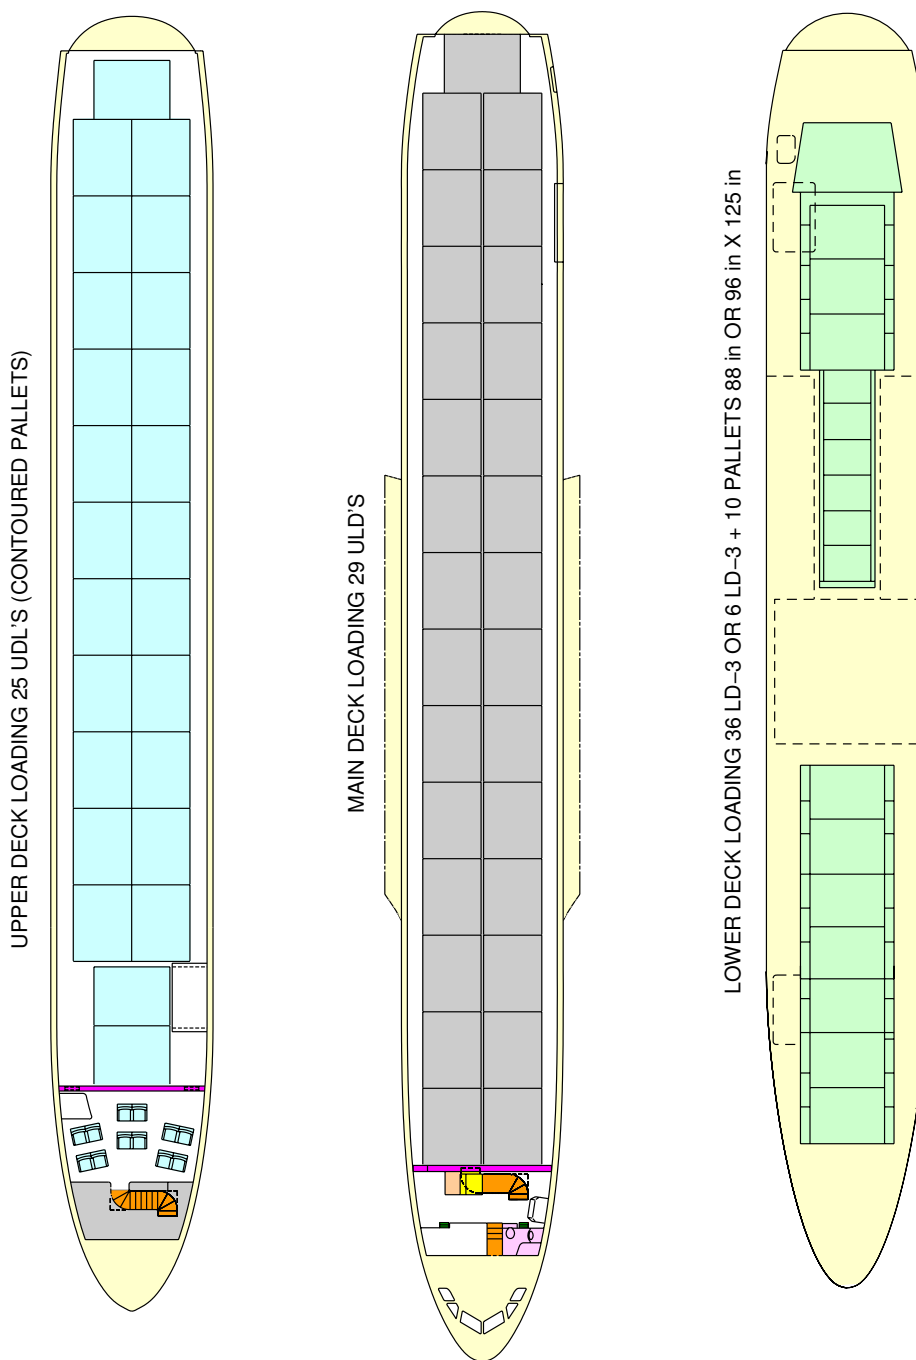 UPPER DECK LOADING 25 UDL'S (CONTOURED PALLETS)
MAIN DECK LOADING 29 ULD'S
LOWER DECK LOADING 36 LD–3 OR 6 LD–3 + 10 PALLETS 88 in OR 96 in X 125 in